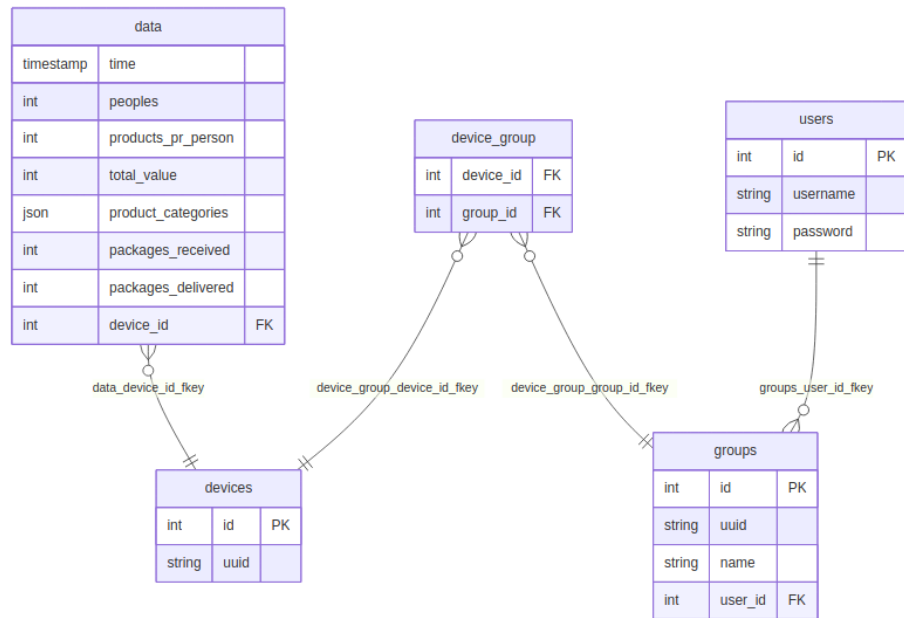 data
timestamp time
int peoples
int products_pr_person
int total_value
json product_categories
int packages_received
int packages_delivered
int device_id FK
device_group
int device_id FK
int group_id FK
users
int id PK
string username
string password
data_device_id_fkey
device_group_device_id_fkey
device_group_group_id_fkey
groups_user_id_fkey
devices
int id PK
string uuid
groups
int id PK
string uuid
string name
int user_id FK